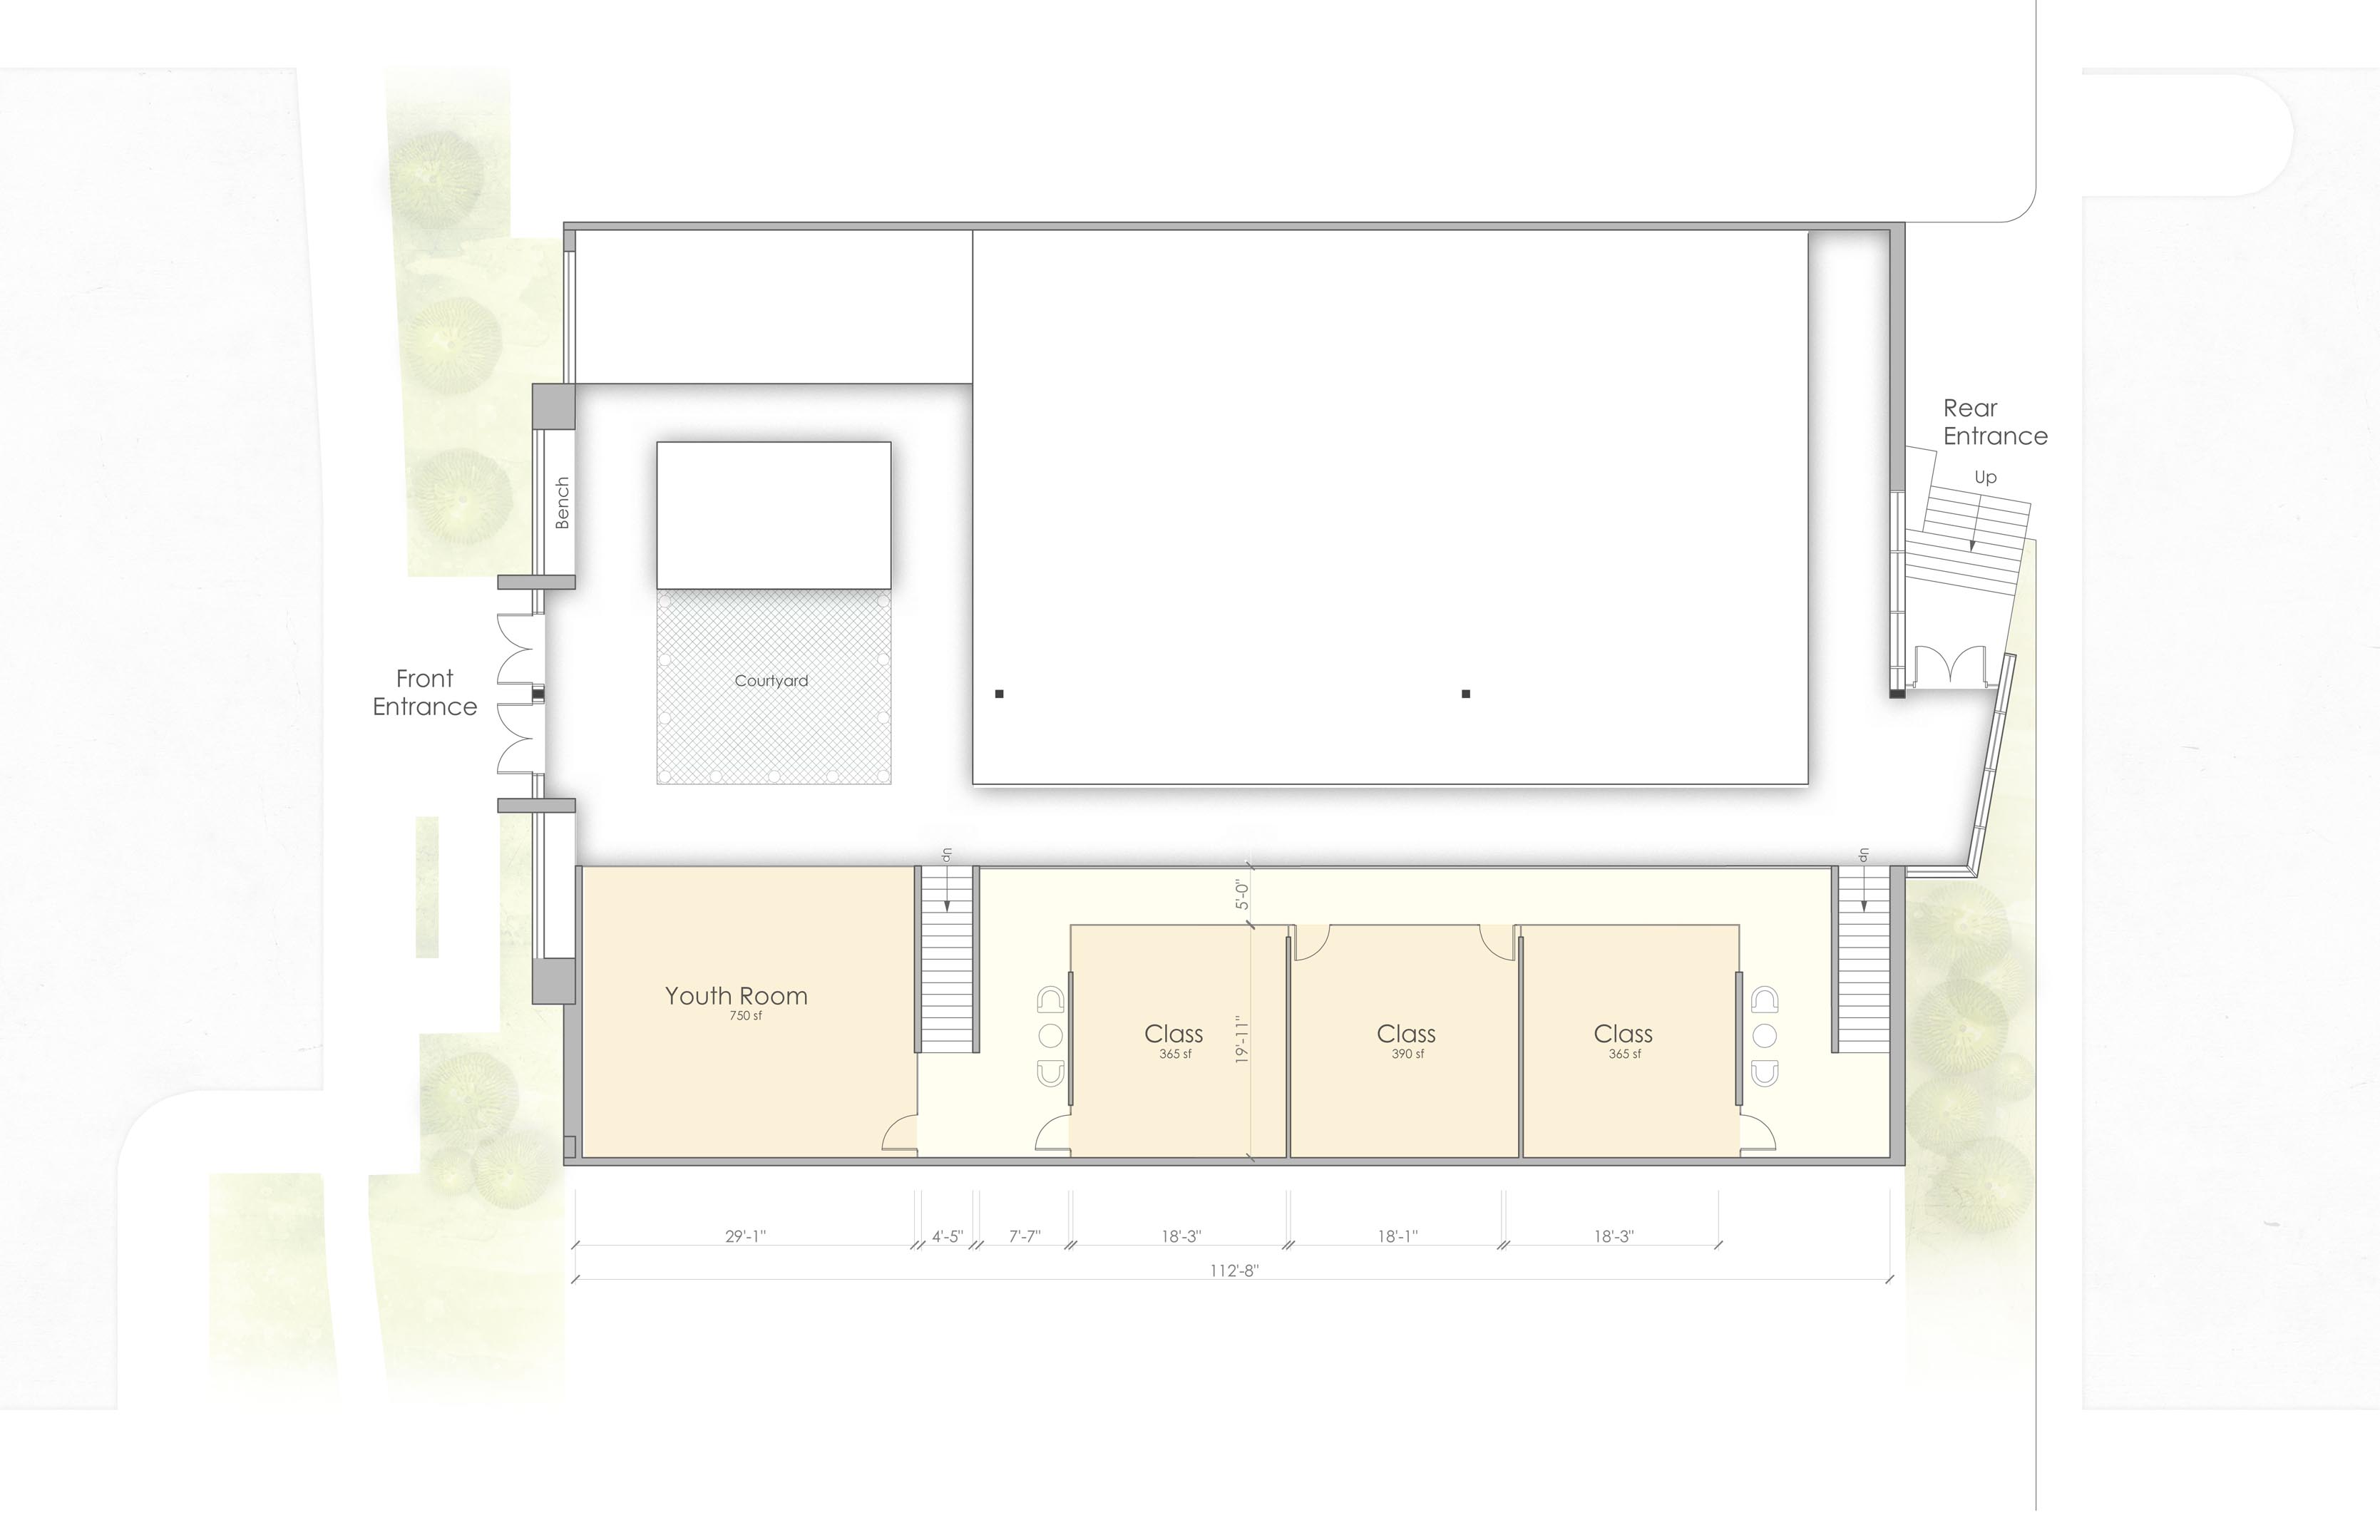 Rear
Entrance
Up
Bench
Front
Entrance
Courtyard
up
up
5'-0"
Youth Room
750 sf
19'-11"
Class
365 sf
Class
390 sf
Class
365 sf
29'-1"
4'-5"
7'-7"
18'-3"
18'-1"
18'-3"
112'-8"